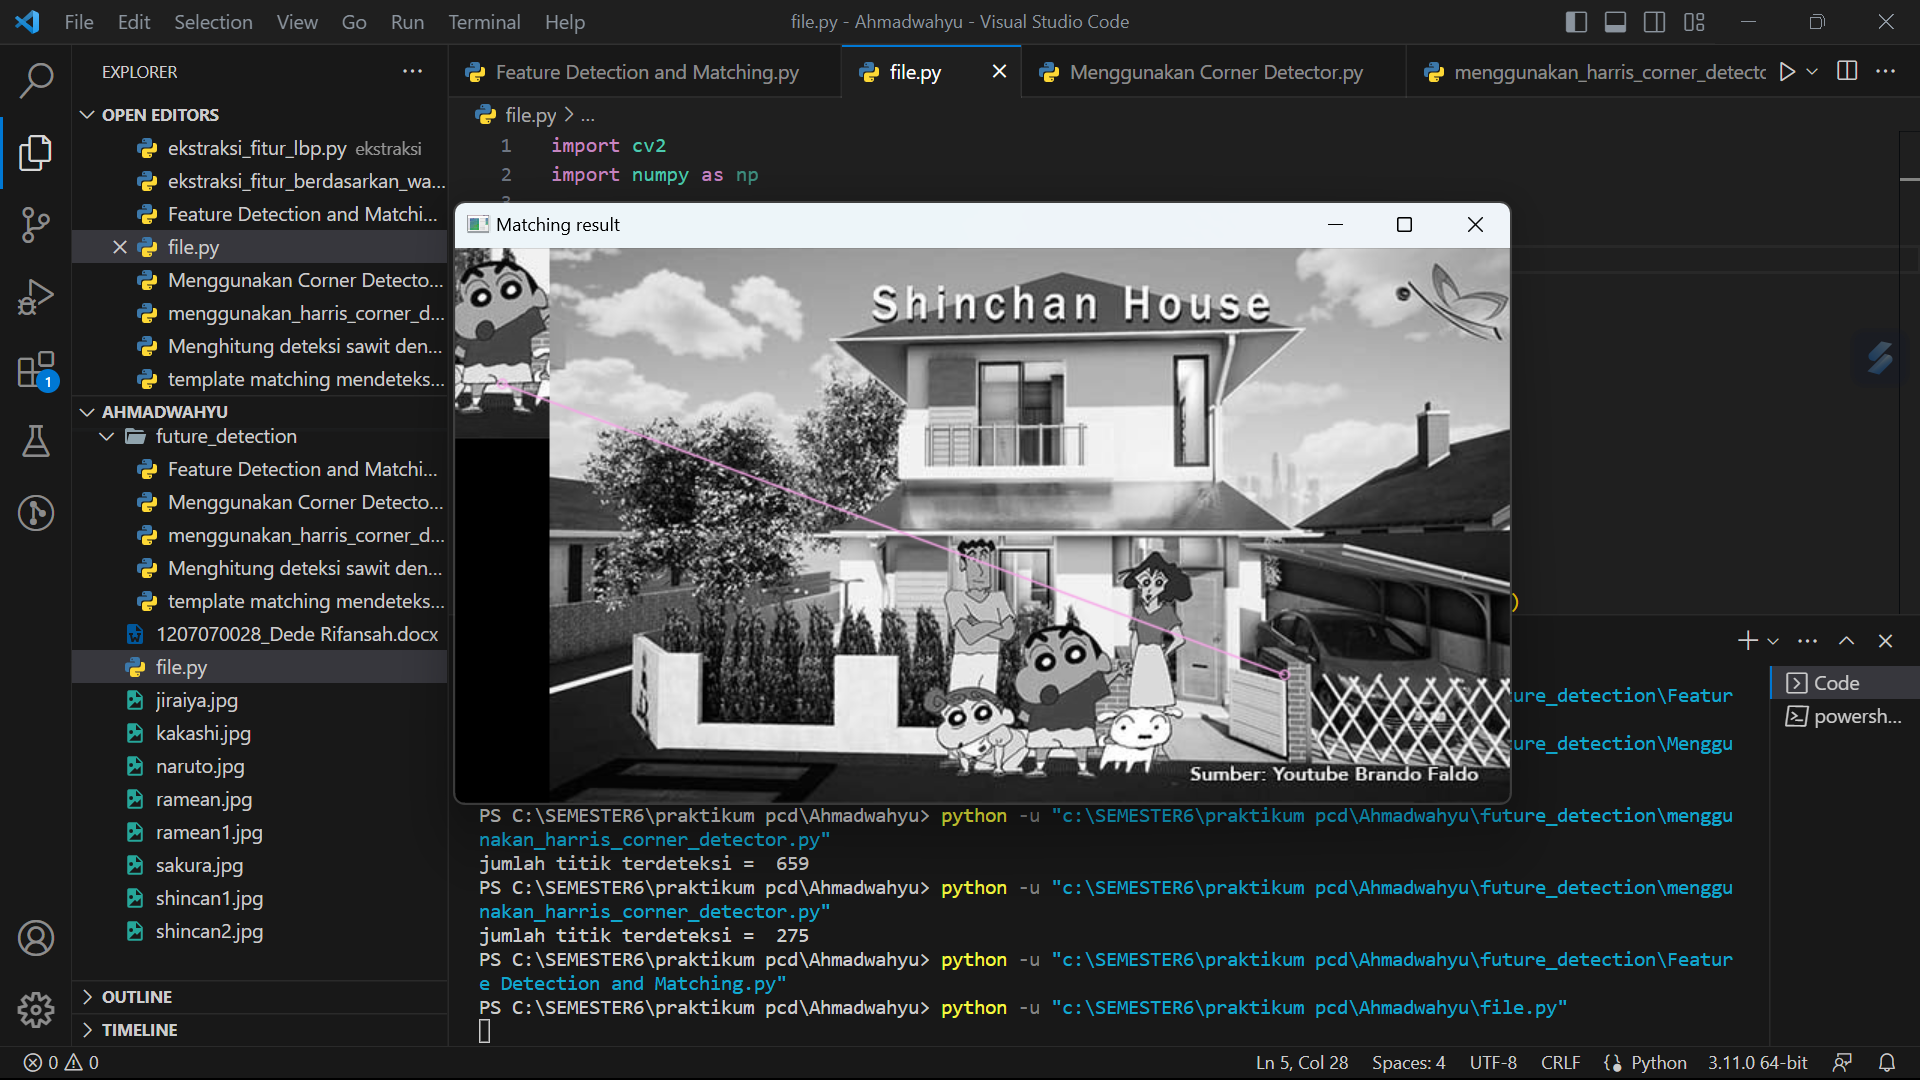 File Edit Selection View Go Run Terminal Help
file.py - Ahmadwahyu - Visual Studio Code
EXPLORER
OPEN EDITORS
ekstraksi_fitur_lbp.py ekstraksi
ekstraksi_fitur_berdasarkan_wa...
Feature Detection and Matchi...
file.py
Menggunakan Corner Detecto...
menggunakan_harris_corner_d...
Menghitung deteksi sawit den...
template matching mendeteks...
AHMADWAHYU
future_detection
Feature Detection and Matchi...
Menggunakan Corner Detecto...
menggunakan_harris_corner_d...
Menghitung deteksi sawit den...
template matching mendeteks...
1207070028_Dede Rifansah.docx
file.py
jiraiya.jpg
kakashi.jpg
naruto.jpg
ramean.jpg
ramean1.jpg
sakura.jpg
shincan1.jpg
shincan2.jpg
OUTLINE
TIMELINE
1
Feature Detection and Matching.py file.py Menggunakan Corner Detector.py menggunakan_harris_corner_detectc
file.py > ...
1 import cv2
2 import numpy as np
Matching result
Shinchan House
Sumber: Youtube Brando Faldo
)
ure_detection\Featur
ure_detection\Menggu
Code
powersh...
PS C:\SEMESTER6\praktikum pcd\Ahmadwahyu> python -u "c:\SEMESTER6\praktikum pcd\Ahmadwahyu\future_detection\menggu
nakan_harris_corner_detector.py"
jumlah titik terdeteksi =  659
PS C:\SEMESTER6\praktikum pcd\Ahmadwahyu> python -u "c:\SEMESTER6\praktikum pcd\Ahmadwahyu\future_detection\menggu
nakan_harris_corner_detector.py"
jumlah titik terdeteksi =  275
PS C:\SEMESTER6\praktikum pcd\Ahmadwahyu> python -u "c:\SEMESTER6\praktikum pcd\Ahmadwahyu\future_detection\Featur
e Detection and Matching.py"
PS C:\SEMESTER6\praktikum pcd\Ahmadwahyu> python -u "c:\SEMESTER6\praktikum pcd\Ahmadwahyu\file.py"
0 0
Ln 5, Col 28 Spaces: 4 UTF-8 CRLF Python 3.11.0 64-bit